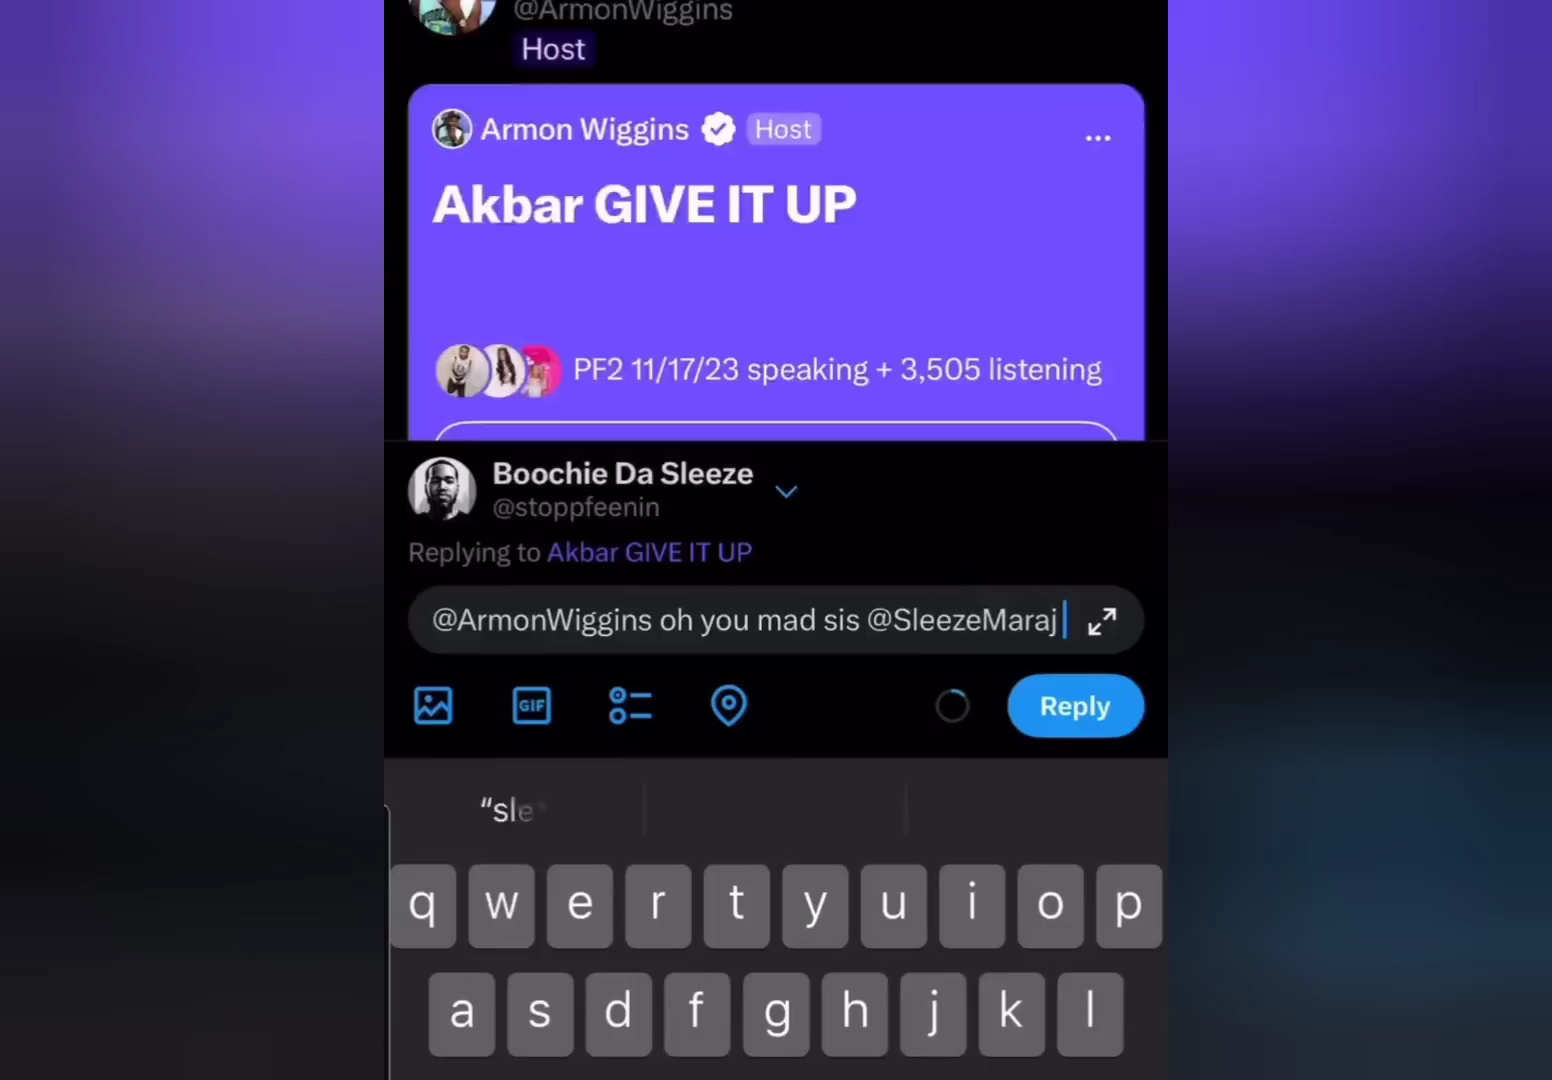 @ArmonWiggins
Host
Armon Wiggins Host
Akbar GIVE IT UP
PF2 11/17/23 speaking + 3,505 listening
Boochie Da Sleeze
@stoppfeenin
Replying to Akbar GIVE IT UP
@ArmonWiggins oh you mad sis @SleezeMaraj
GIF
Reply
“sle
q w e r t y u i o p
a s d f g h j k l